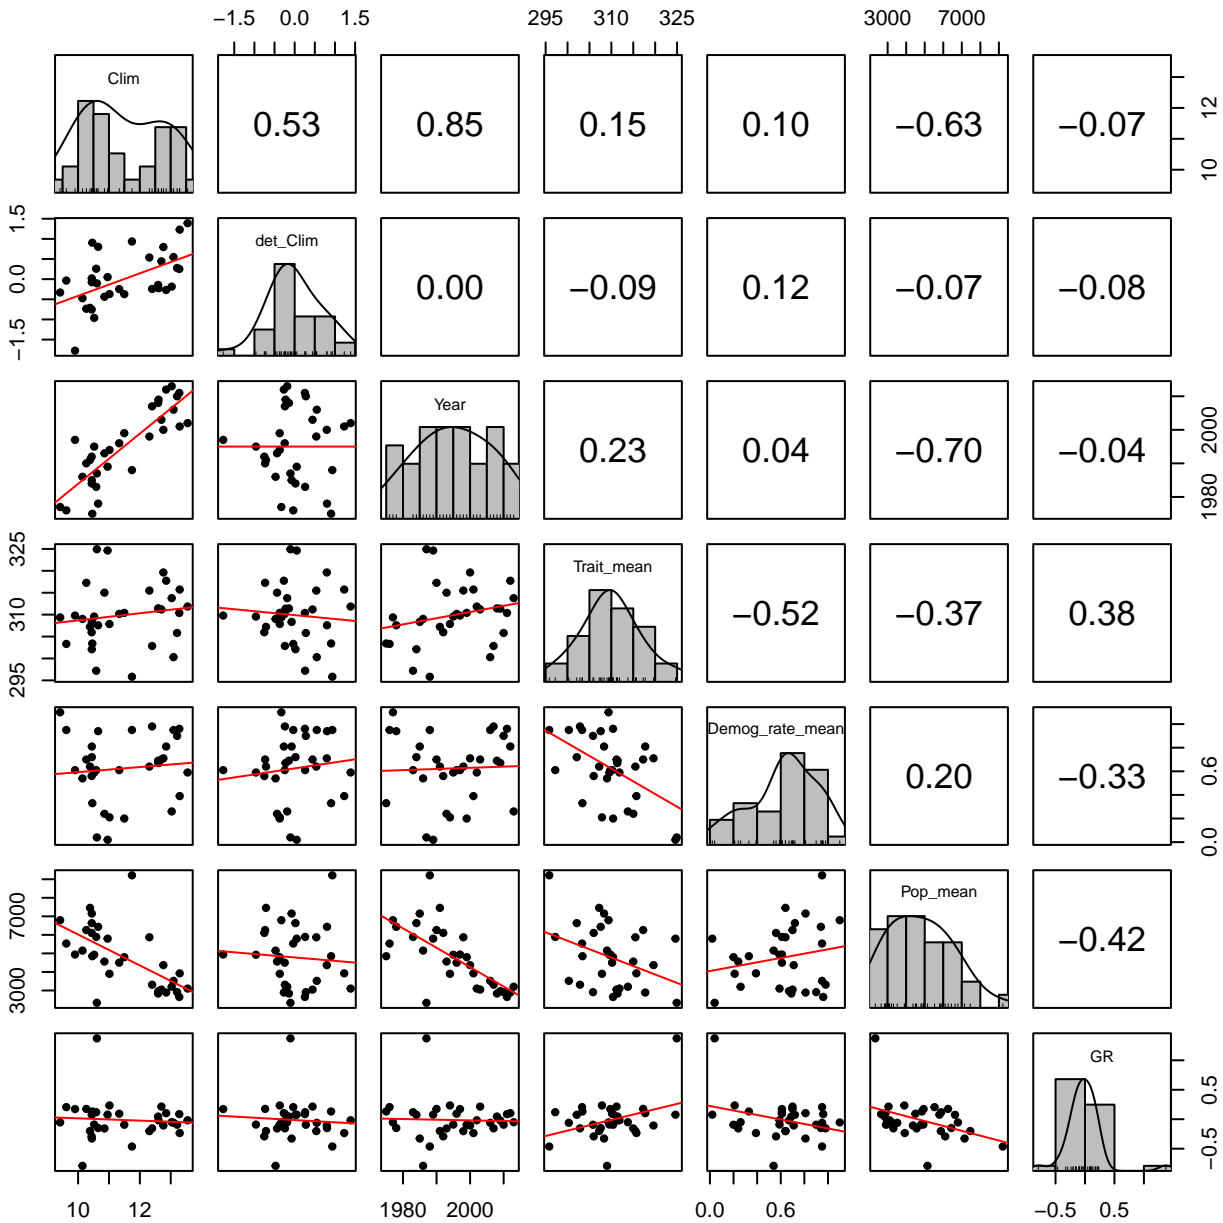 −1.5 0.0 1.5 295 310 325 3000 7000
Clim
0.53 0.85 0.15 0.10 −0.63 −0.07
10 12
−1.5 0.0 1.5
det_Clim
0.00 −0.09 0.12 −0.07 −0.08
Year
0.23 0.04 −0.70 −0.04
1980 2000
295 310 325
Trait_mean
−0.52 −0.37 0.38
Demog_rate_mean
0.20 −0.33
0.0 0.6
3000 7000
Pop_mean
−0.42
GR
−0.5 0.5
10 12 1980 2000 0.0 0.6 −0.5 0.5